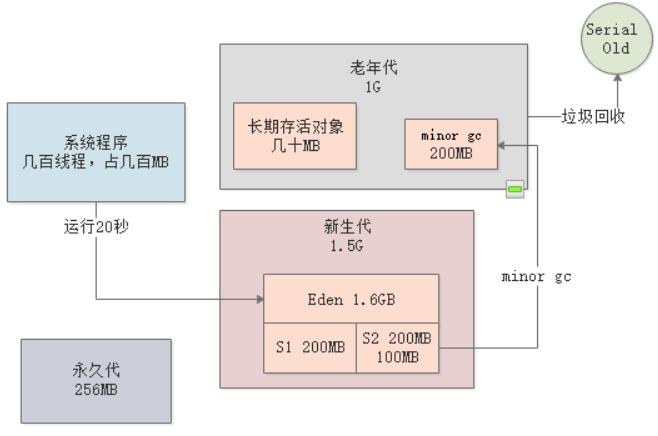 Serial
Old
老年代
1G
长期存活对象
几十MB
minor gc
200MB
垃圾回收
系统程序
几百线程，占几百MB
运行20秒
新生代
1.5G
Eden 1.6GB
S1 200MB
S2 200MB
100MB
minor gc
永久代
256MB